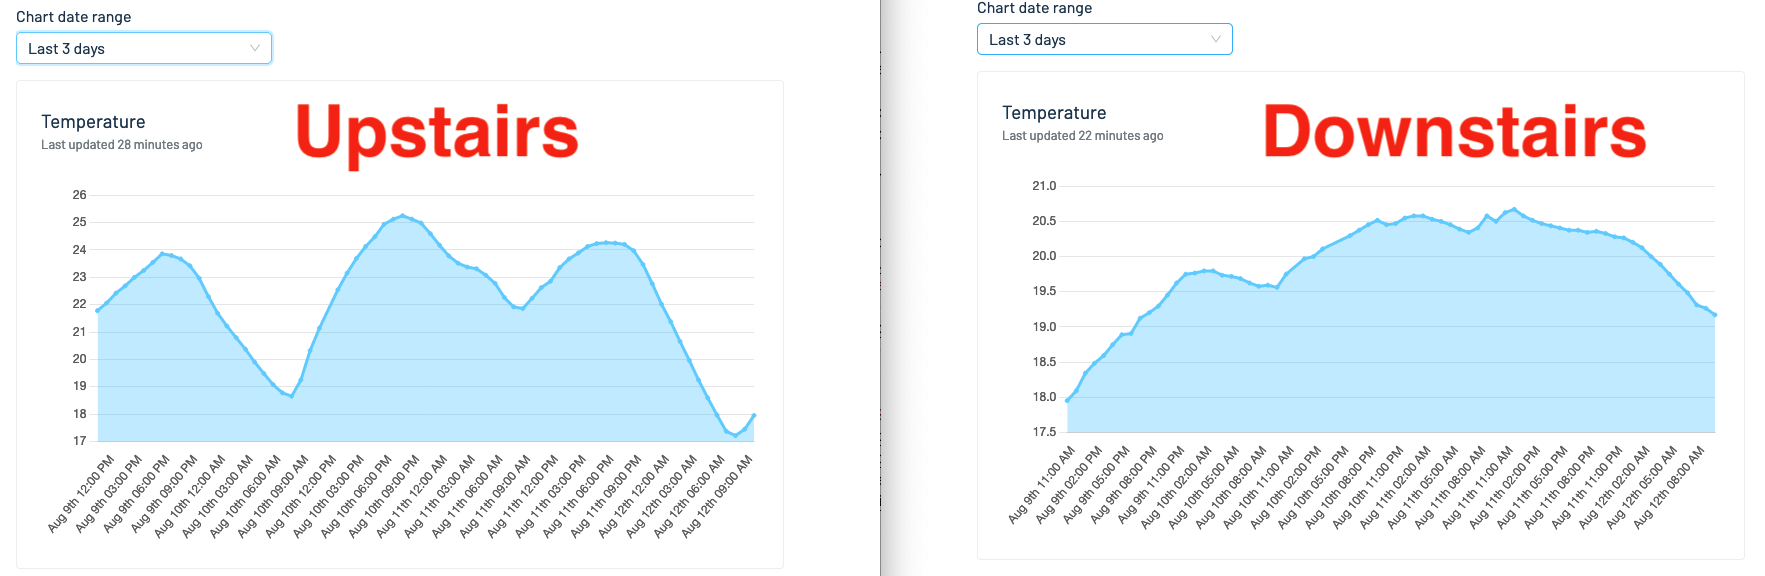 Chart date range
Last 3 days
Temperature
Last updated 28 minutes ago
Upstairs
26
25
24
23
22
21
20
19
18
17
Aug 9th 12:00 PM
Aug 9th 03:00 PM
Aug 9th 06:00 PM
Aug 9th 09:00 PM
Aug 10th 12:00 AM
Aug 10th 03:00 AM
Aug 10th 06:00 AM
Aug 10th 09:00 AM
Aug 10th 12:00 PM
Aug 10th 03:00 PM
Aug 10th 06:00 PM
Aug 10th 09:00 PM
Aug 11th 12:00 AM
Aug 11th 03:00 AM
Aug 11th 06:00 AM
Aug 11th 09:00 AM
Aug 11th 12:00 PM
Aug 11th 03:00 PM
Aug 11th 06:00 PM
Aug 11th 09:00 PM
Aug 12th 12:00 AM
Aug 12th 03:00 AM
Aug 12th 06:00 AM
Aug 12th 09:00 AM
Chart date range
Last 3 days
Temperature
Last updated 22 minutes ago
Downstairs
21.0
20.5
20.0
19.5
19.0
18.5
18.0
17.5
Aug 9th 11:00 AM
Aug 9th 02:00 PM
Aug 9th 05:00 PM
Aug 9th 08:00 PM
Aug 9th 11:00 PM
Aug 10th 02:00 AM
Aug 10th 05:00 AM
Aug 10th 08:00 AM
Aug 10th 11:00 AM
Aug 10th 02:00 PM
Aug 10th 05:00 PM
Aug 10th 08:00 PM
Aug 10th 11:00 PM
Aug 11th 02:00 AM
Aug 11th 05:00 AM
Aug 11th 08:00 AM
Aug 11th 11:00 AM
Aug 11th 02:00 PM
Aug 11th 05:00 PM
Aug 11th 08:00 PM
Aug 11th 11:00 PM
Aug 12th 02:00 AM
Aug 12th 05:00 AM
Aug 12th 08:00 AM